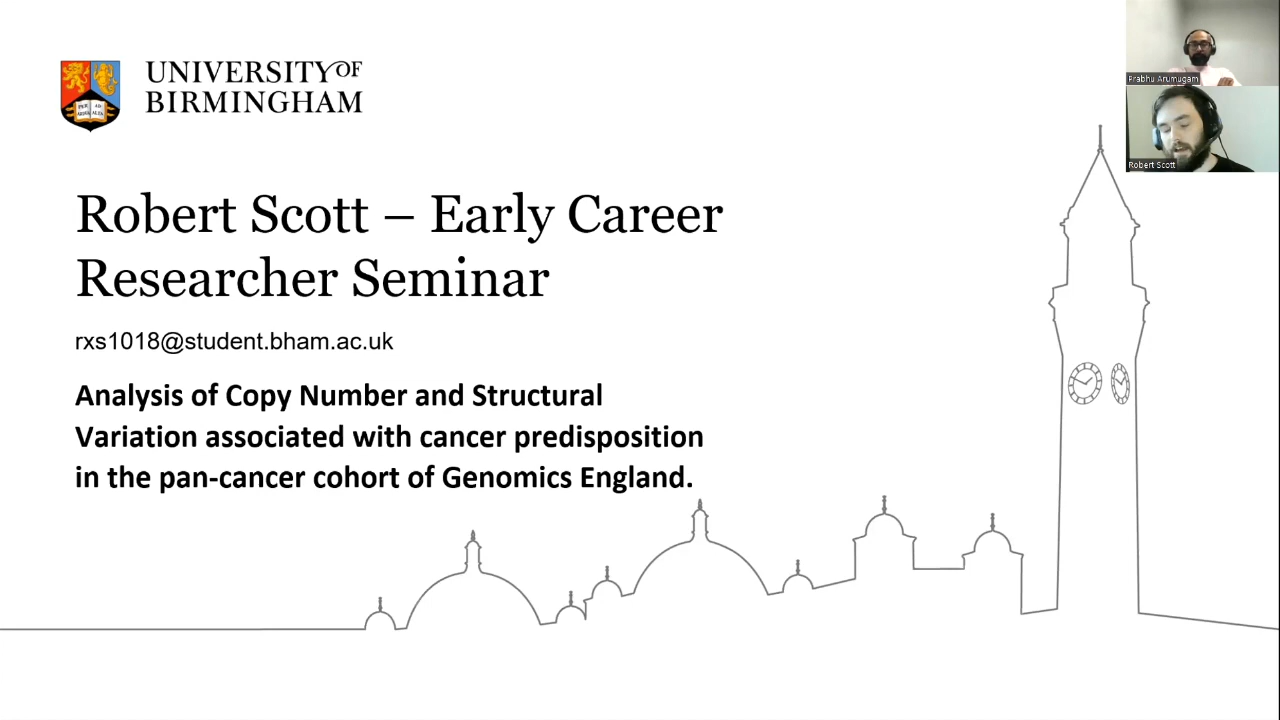 UNIVERSITY OF
BIRMINGHAM
Prabhu Arumugam
Robert Scott
Robert Scott – Early Career
Researcher Seminar
rxs1018@student.bham.ac.uk
Analysis of Copy Number and Structural
Variation associated with cancer predisposition
in the pan-cancer cohort of Genomics England.